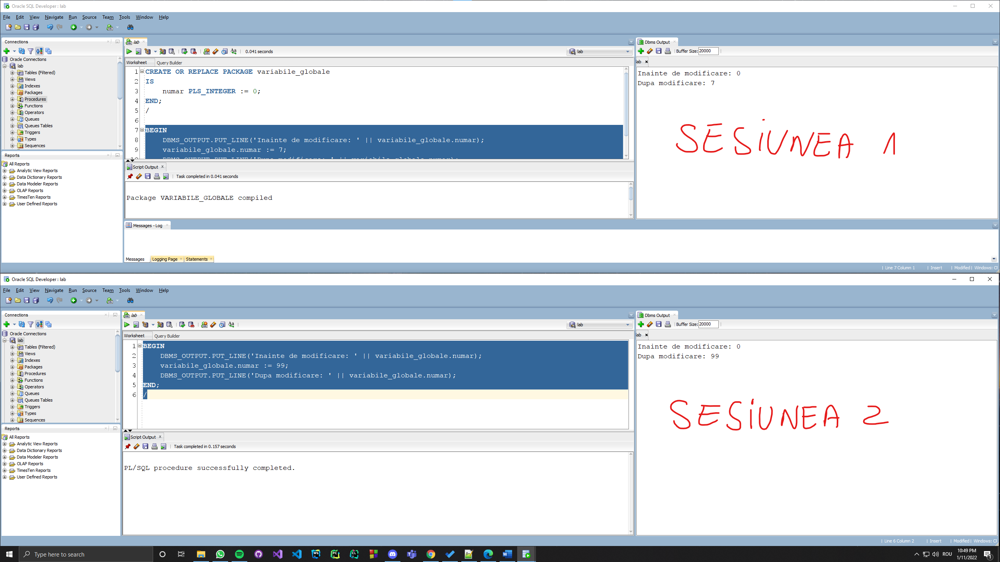 Oracle SQL Developer : lab
File Edit View Navigate Run Source Team Tools Window Help
Connections
Oracle Connections
lab
Tables (Filtered)
Views
Indexes
Packages
Procedures
Functions
Operators
Queues
Queues Tables
Triggers
Types
Sequences
Reports
All Reports
Analytic View Reports
Data Dictionary Reports
Data Modeler Reports
OLAP Reports
TimesTen Reports
User Defined Reports
lab
0.041 seconds
lab
Worksheet Query Builder
1 CREATE OR REPLACE PACKAGE variabile_globale
2 IS
3 numar PLS_INTEGER := 0;
4 END;
5 /
6
7 BEGIN
8 DBMS_OUTPUT.PUT_LINE('Inainte de modificare: ' || variabile_globale.numar);
9 variabile_globale.numar := 7;
10 DBMS_OUTPUT.PUT_LINE('Dupa modificare: ' || variabile_globale.numar);
Script Output
Task completed in 0.041 seconds
Package VARIABILE_GLOBALE compiled
Messages - Log
Messages Logging Page Statements
Dbms Output
Buffer Size: 20000
lab
Inainte de modificare: 0
Dupa modificare: 7
SESIUNEA 1
Line 7 Column 1 Insert Modified Windows: CF
Oracle SQL Developer : lab
File Edit View Navigate Run Source Team Tools Window Help
Connections
Oracle Connections
lab
Tables (Filtered)
Views
Indexes
Packages
Procedures
Functions
Operators
Queues
Queues Tables
Triggers
Types
Sequences
Reports
All Reports
Analytic View Reports
Data Dictionary Reports
Data Modeler Reports
OLAP Reports
TimesTen Reports
User Defined Reports
lab
lab
Worksheet Query Builder
1 BEGIN
2 DBMS_OUTPUT.PUT_LINE('Inainte de modificare: ' || variabile_globale.numar);
3 variabile_globale.numar := 99;
4 DBMS_OUTPUT.PUT_LINE('Dupa modificare: ' || variabile_globale.numar);
5 END;
6 /
Script Output
Task completed in 0.157 seconds
PL/SQL procedure successfully completed.
Dbms Output
Buffer Size: 20000
lab
Inainte de modificare: 0
Dupa modificare: 99
SESIUNEA 2
Line 6 Column 2 Insert Modified Windows: CF
Type here to search
ROU
10:49 PM
1/11/2022
1